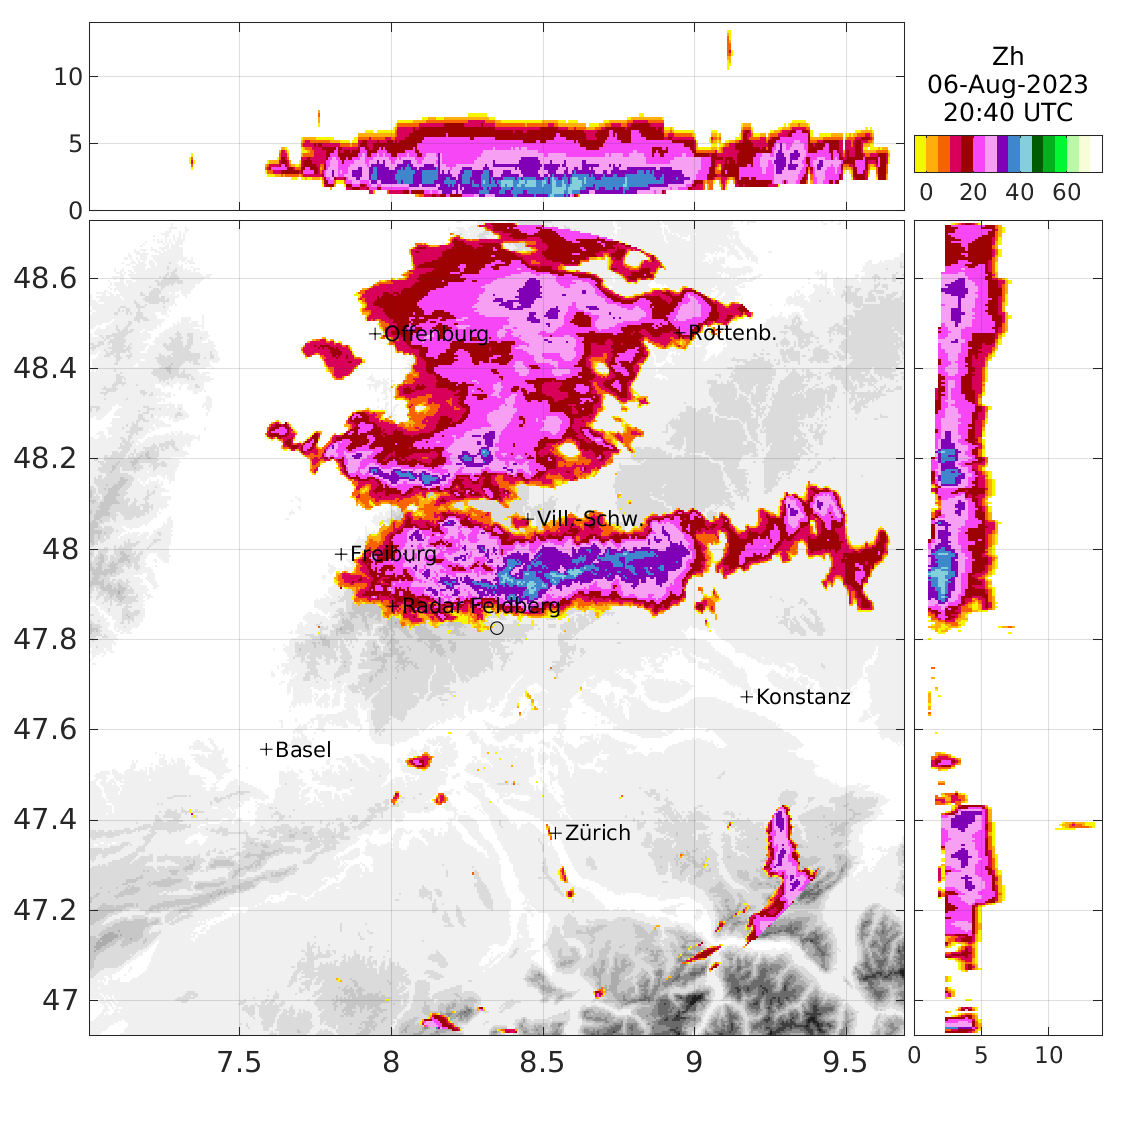 10
5
0
Zh
06-Aug-2023
20:40 UTC
0 20 40 60
48.6
48.4
48.2
48
47.8
47.6
47.4
47.2
47
+Offenburg
+Rottenb.
+Vill.-Schw.
+Freiburg
+Radar Feldberg
+Konstanz
+Basel
+Zürich
7.5 8 8.5 9 9.5
0 5 10